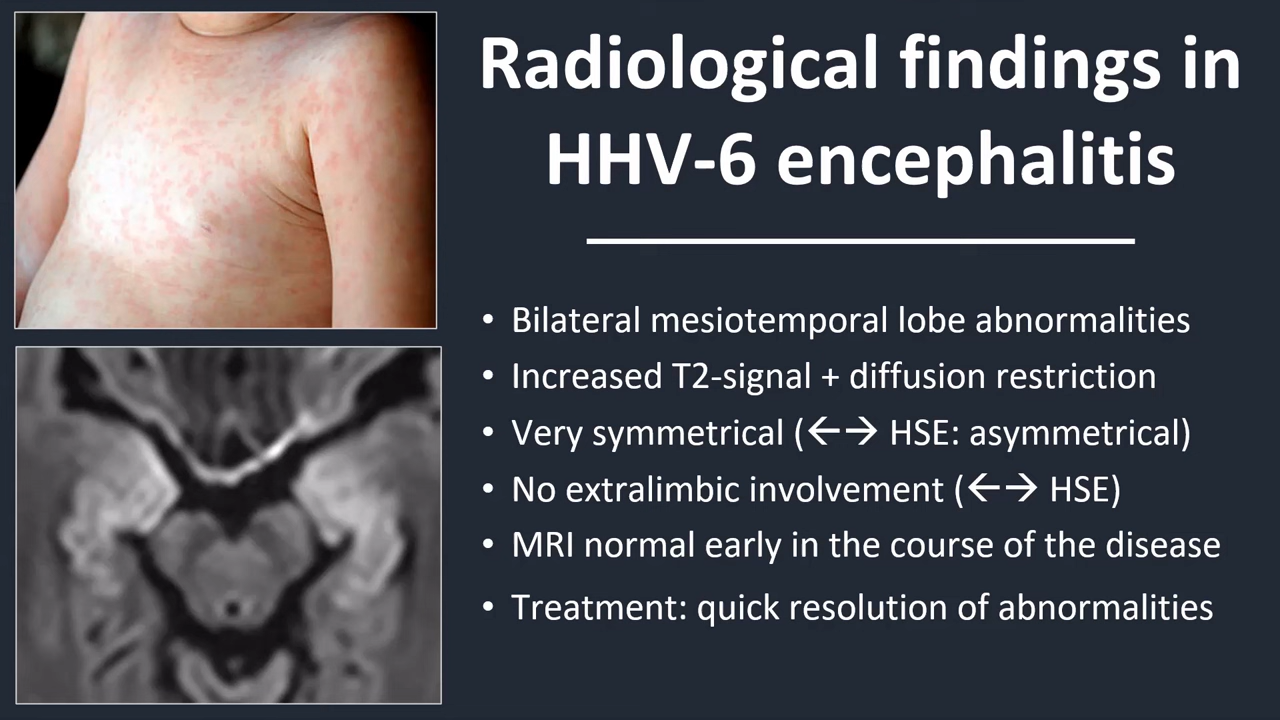 Radiological findings in
HHV-6 encephalitis
• Bilateral mesiotemporal lobe abnormalities
• Increased T2-signal + diffusion restriction
• Very symmetrical (←→ HSE: asymmetrical)
• No extralimbic involvement (←→ HSE)
• MRI normal early in the course of the disease
• Treatment: quick resolution of abnormalities